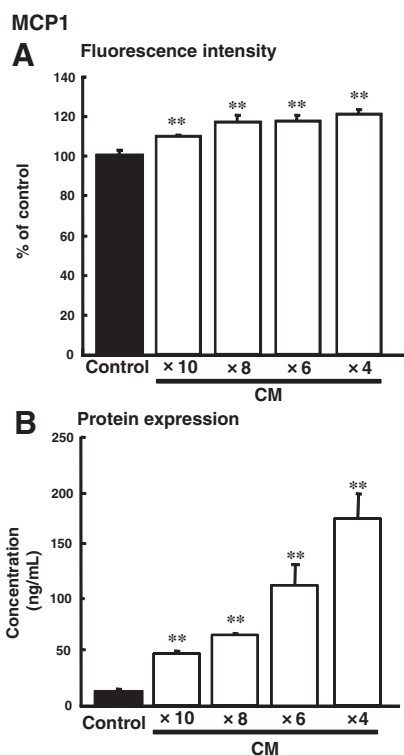 MCP1
A Fluorescence intensity
% of control
140
120
100
80
60
40
20
0
** ** ** **
Control × 10 × 8 × 6 × 4
CM
B Protein expression
Concentration
(ng/mL)
250
200
150
100
50
0
** ** ** **
Control × 10 × 8 × 6 ×4
CM